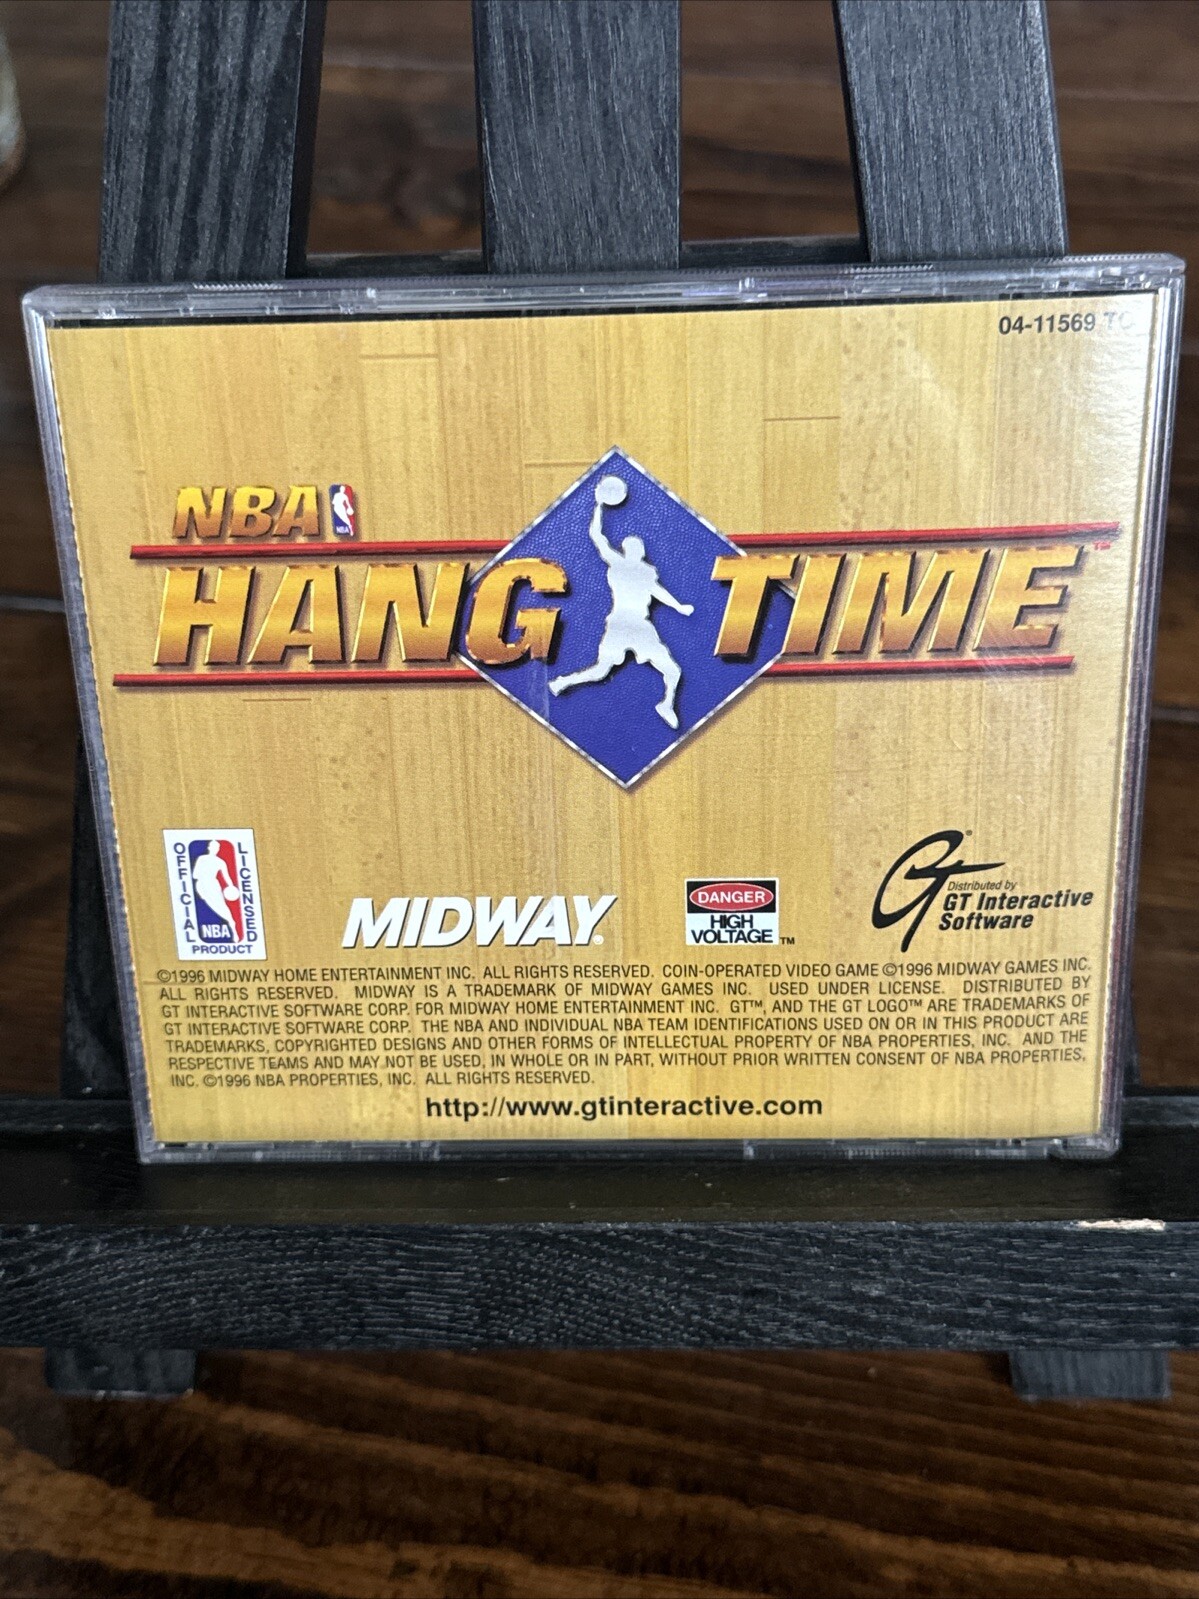 04-11569 TC
NBA NBA
HANG TIME™
OFFICIAL LICENSED
NBA
PRODUCT
MIDWAY®
DANGER
HIGH
VOLTAGE™
GT®
Distributed by
GT Interactive
Software
©1996 MIDWAY HOME ENTERTAINMENT INC. ALL RIGHTS RESERVED. COIN-OPERATED VIDEO GAME ©1996 MIDWAY GAMES INC.
ALL RIGHTS RESERVED. MIDWAY IS A TRADEMARK OF MIDWAY GAMES INC. USED UNDER LICENSE. DISTRIBUTED BY
GT INTERACTIVE SOFTWARE CORP. FOR MIDWAY HOME ENTERTAINMENT INC. GT™, AND THE GT LOGO™ ARE TRADEMARKS OF
GT INTERACTIVE SOFTWARE CORP. THE NBA AND INDIVIDUAL NBA TEAM IDENTIFICATIONS USED ON OR IN THIS PRODUCT ARE
TRADEMARKS, COPYRIGHTED DESIGNS AND OTHER FORMS OF INTELLECTUAL PROPERTY OF NBA PROPERTIES, INC. AND THE
RESPECTIVE TEAMS AND MAY NOT BE USED, IN WHOLE OR IN PART, WITHOUT PRIOR WRITTEN CONSENT OF NBA PROPERTIES,
INC. ©1996 NBA PROPERTIES, INC. ALL RIGHTS RESERVED.
http://www.gtinteractive.com